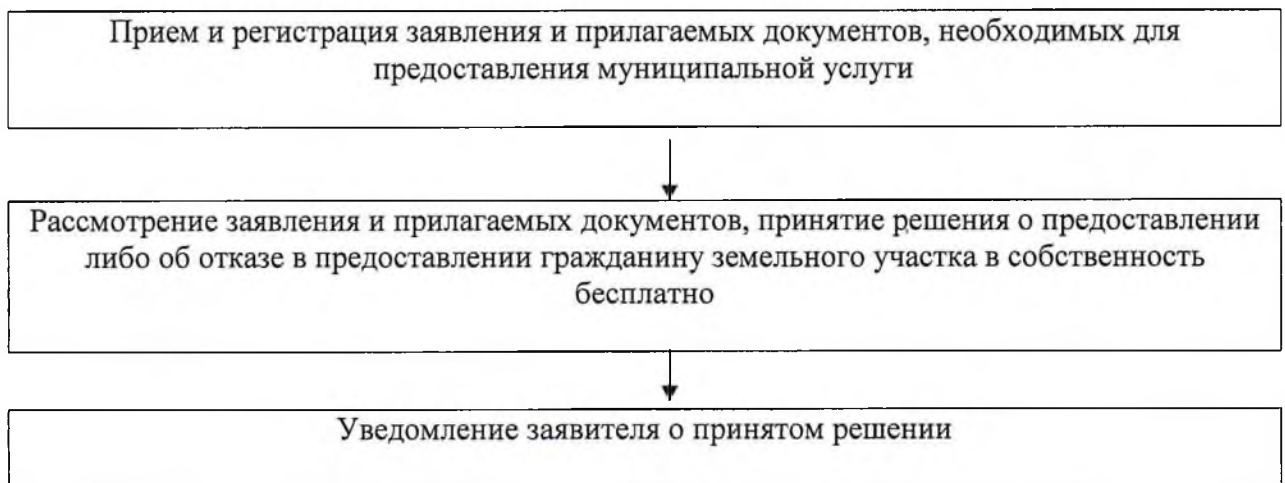 Прием и регистрация заявления и прилагаемых документов, необходимых для
предоставления муниципальной услуги
Рассмотрение заявления и прилагаемых документов, принятие решения о предоставлении
либо об отказе в предоставлении гражданину земельного участка в собственность
бесплатно
Уведомление заявителя о принятом решении